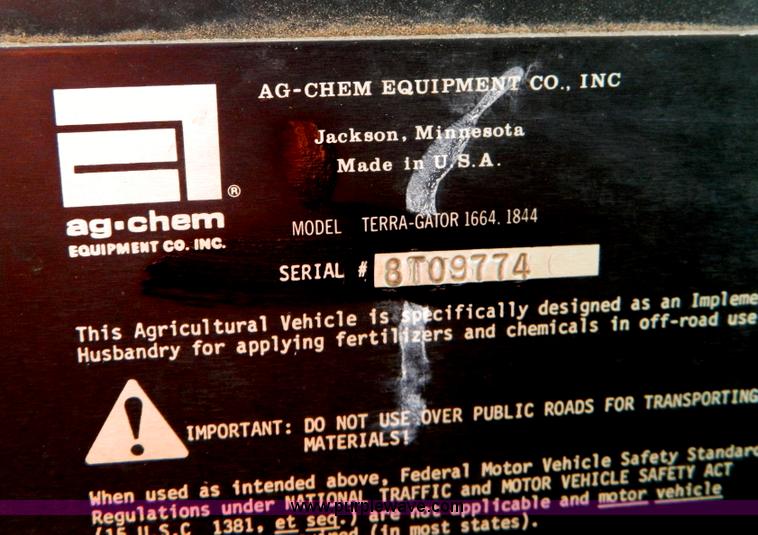 AG-CHEM EQUIPMENT CO., INC
Jackson, Minnesota
Made in U.S.A.
®
ag-chem
EQUIPMENT CO. INC.
MODEL TERRA-GATOR 1664. 1844
SERIAL # 8T09774
This Agricultural Vehicle is specifically designed as an Impleme
Husbandry for applying fertilizers and chemicals in off-road use
IMPORTANT: DO NOT USE OVER PUBLIC ROADS FOR TRANSPORTING
MATERIALS!
When used as intended above, Federal Motor Vehicle Safety Standard
Regulations under NATIONAL TRAFFIC and MOTOR VEHICLE SAFETY ACT
(15 U.S.C 1381, et seq.) are not applicable and motor vehicle
(in most states).
www.purplewave.com